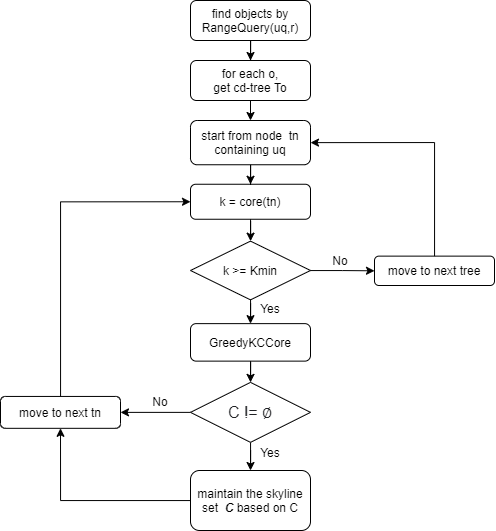 find objects by
RangeQuery(uq,r)
for each o,
get cd-tree To
start from node tn
containing uq
k = core(tn)
k >= Kmin
No
move to next tree
Yes
GreedyKCCore
C != ∅
No
move to next tn
Yes
maintain the skyline
set C based on C